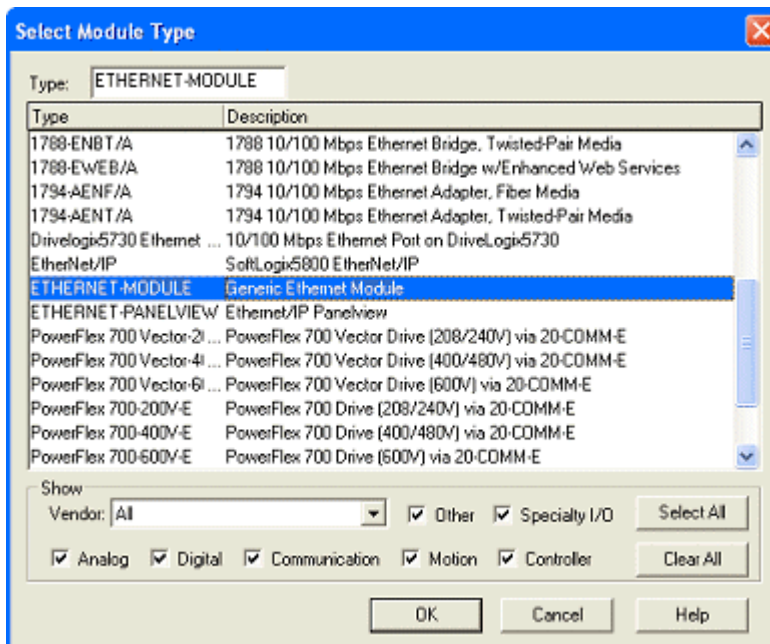 Select Module Type
Type: ETHERNET-MODULE
Type Description
1788-ENBT/A 1788 10/100 Mbps Ethernet Bridge, Twisted-Pair Media
1788-EWEB/A 1788 10/100 Mbps Ethernet Bridge w/Enhanced Web Services
1794-AENF/A 1794 10/100 Mbps Ethernet Adapter, Fiber Media
1794-AENT/A 1794 10/100 Mbps Ethernet Adapter, Twisted-Pair Media
Drivelogix5730 Ethernet ... 10/100 Mbps Ethernet Port on DriveLogix5730
EtherNet/IP SoftLogix5800 EtherNet/IP
ETHERNET-MODULE Generic Ethernet Module
ETHERNET-PANELVIEW Ethernet/IP Panelview
PowerFlex 700 Vector-2( ... PowerFlex 700 Vector Drive (208/240V) via 20-COMM-E
PowerFlex 700 Vector-4( ... PowerFlex 700 Vector Drive (400/480V) via 20-COMM-E
PowerFlex 700 Vector-6( ... PowerFlex 700 Vector Drive (600V) via 20-COMM-E
PowerFlex 700-200V-E PowerFlex 700 Drive (208/240V) via 20-COMM-E
PowerFlex 700-400V-E PowerFlex 700 Drive (400/480V) via 20-COMM-E
PowerFlex 700-600V-E PowerFlex 700 Drive (600V) via 20-COMM-E
Show
Vendor: All Other Specialty I/O Select All
Analog Digital Communication Motion Controller Clear All
OK Cancel Help